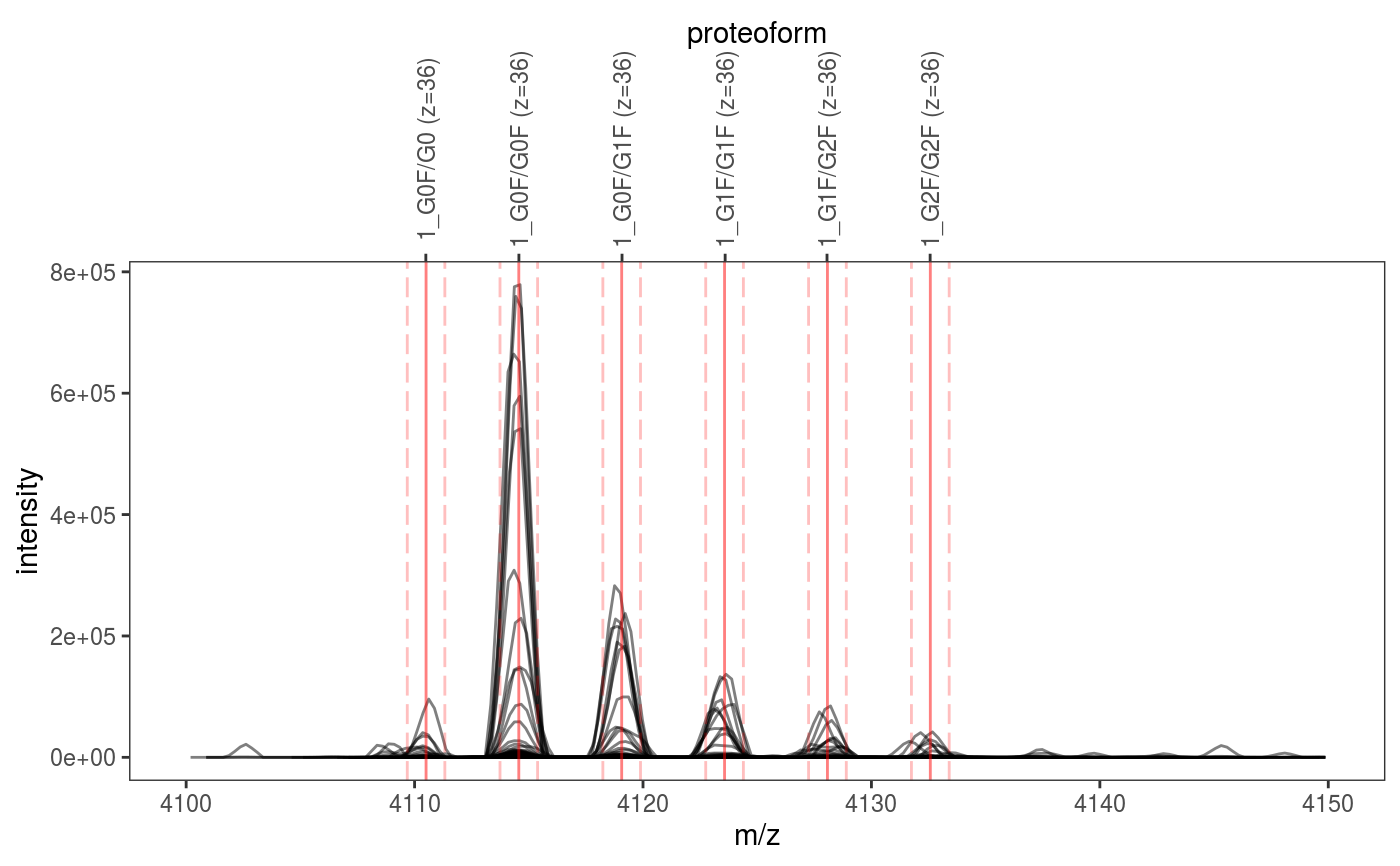 proteoform
1_G0F/G0 (z=36)
1_G0F/G0F (z=36)
1_G0F/G1F (z=36)
1_G1F/G1F (z=36)
1_G1F/G2F (z=36)
1_G2F/G2F (z=36)
8e+05
6e+05
4e+05
2e+05
0e+00
intensity
4100 4110 4120 4130 4140 4150
m/z